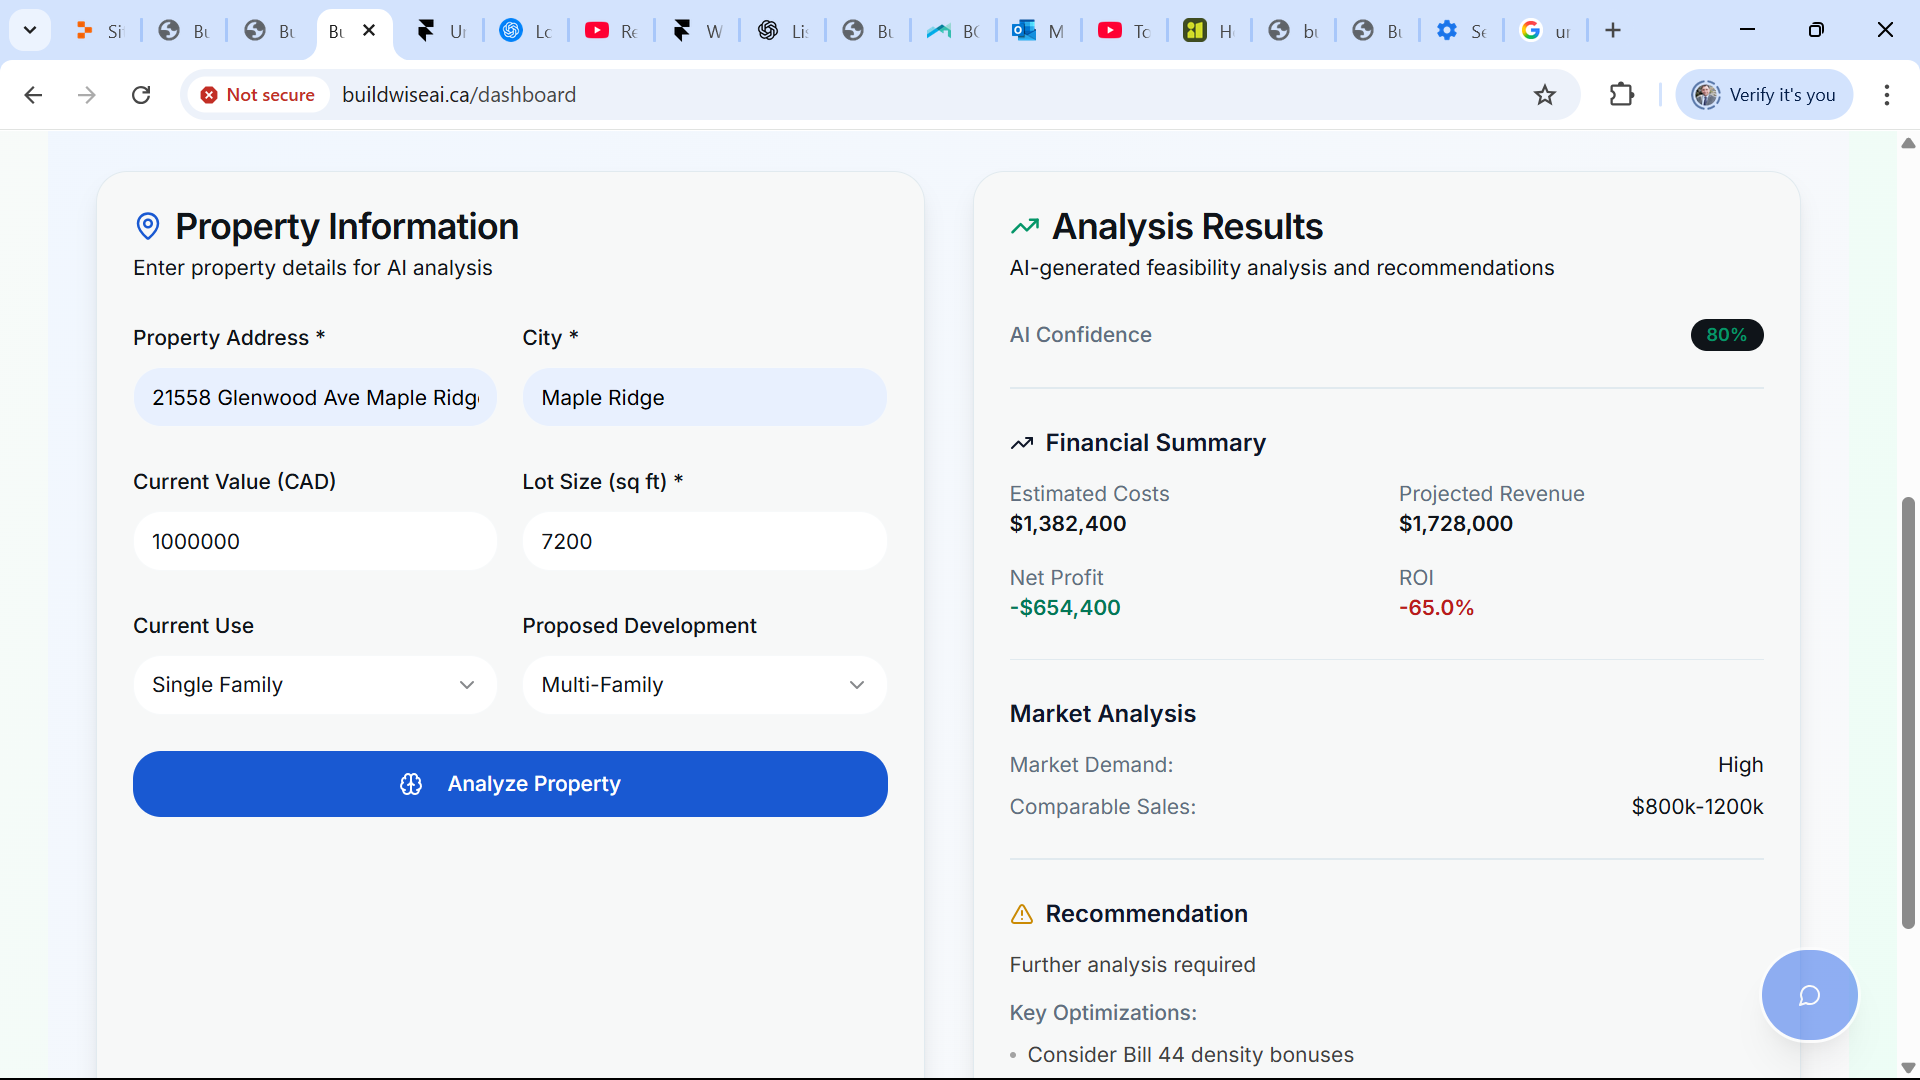 Si
Bu
Bu
Bu
Ur
Lo
Re
W
Lis
Bu
BC
M
To
H
bu
Bu
Se
ur
Not secure
buildwiseai.ca/dashboard
Verify it's you
Property Information
Enter property details for AI analysis
Property Address *
City *
21558 Glenwood Ave Maple Ridge
Maple Ridge
Current Value (CAD)
Lot Size (sq ft) *
1000000
7200
Current Use
Proposed Development
Single Family
Multi-Family
Analyze Property
Analysis Results
AI-generated feasibility analysis and recommendations
AI Confidence
80%
Financial Summary
Estimated Costs
Projected Revenue
$1,382,400
$1,728,000
Net Profit
ROI
-$654,400
-65.0%
Market Analysis
Market Demand:
High
Comparable Sales:
$800k-1200k
Recommendation
Further analysis required
Key Optimizations:
• Consider Bill 44 density bonuses